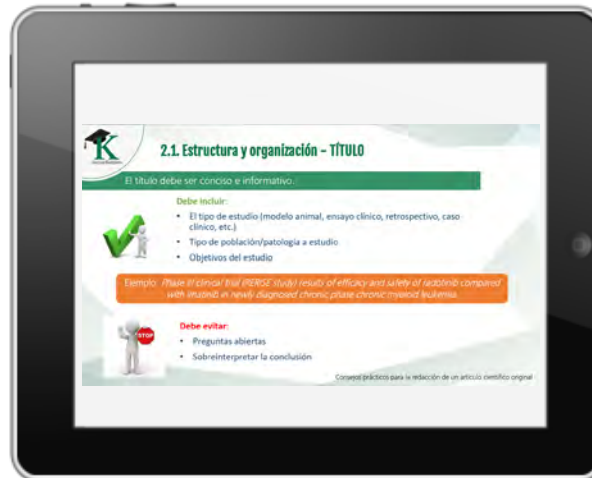 K
2.1. Estructura y organización – TÍTULO
El título debe ser conciso e informativo.
Debe incluir:
• El tipo de estudio (modelo animal, ensayo clínico, retrospectivo, caso
clínico, etc.)
• Tipo de población/patología a estudio
• Objetivos del estudio
Ejemplo: Phase III clinical trial (RERISE study) results of efficacy and safety of radotinib compared
with imatinib in newly diagnosed chronic phase chronic myeloid leukemia.
STOP
Debe evitar:
• Preguntas abiertas
• Sobreinterpretar la conclusión
Consejos prácticos para la redacción de un artículo científico original